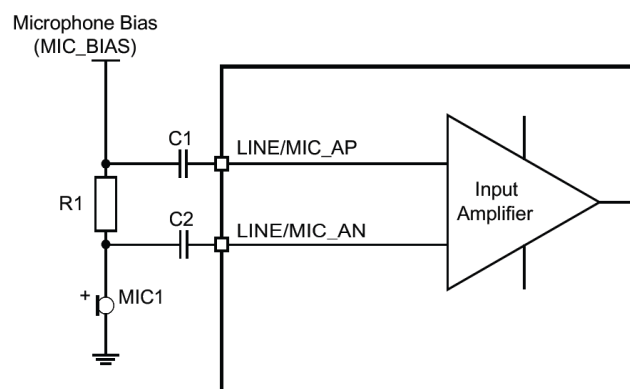 Microphone Bias
(MIC_BIAS)
C1
LINE/MIC_AP
R1
Input
Amplifier
C2
LINE/MIC_AN
+
MIC1